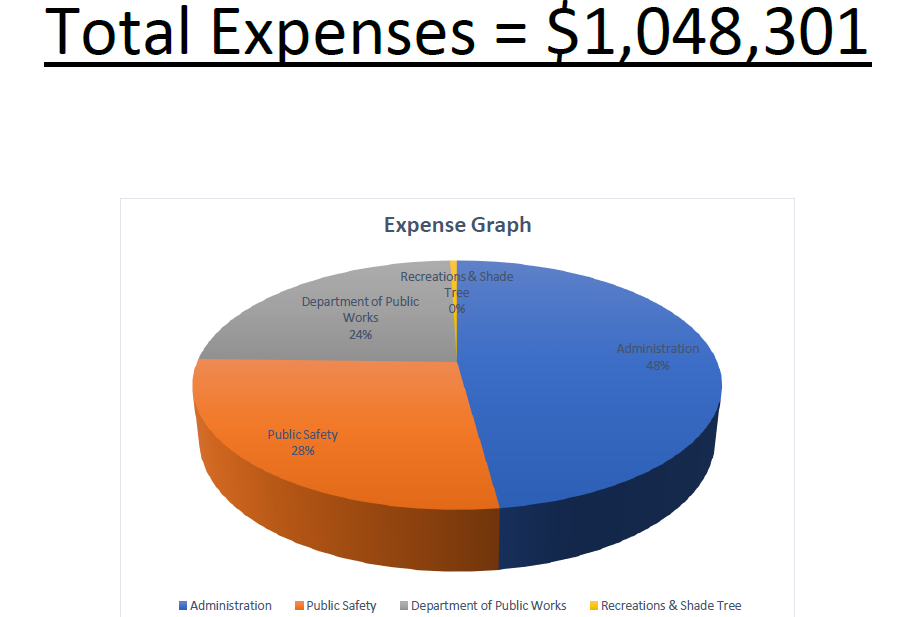 Total Expenses = $1,048,301
Expense Graph
Recreations & Shade
Tree
0%
Department of Public
Works
24%
Administration
48%
Public Safety
28%
Administration
Public Safety
Department of Public Works
Recreations & Shade Tree